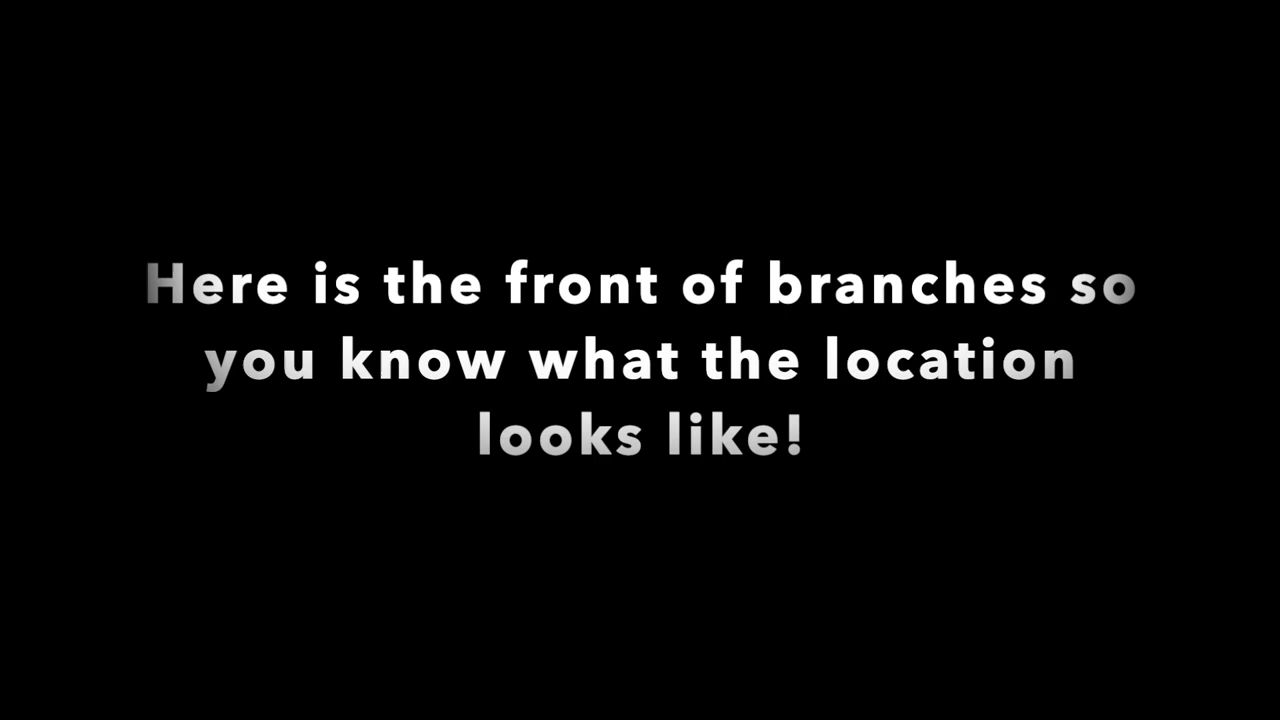 Here is the front of branches so
you know what the location
looks like!